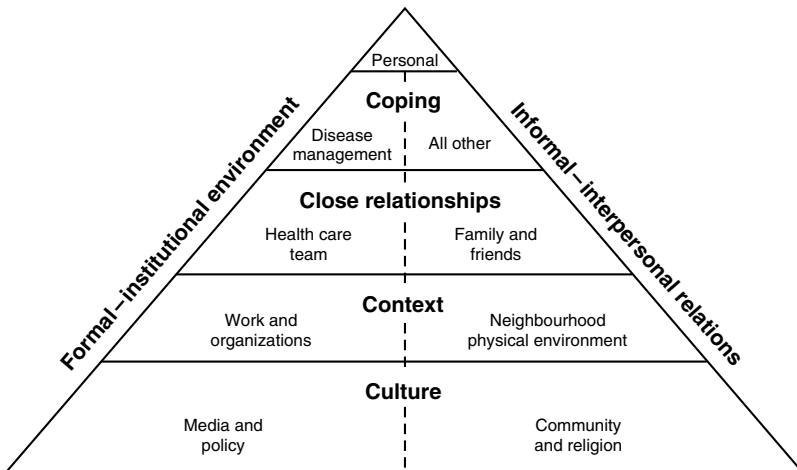 Personal
Coping
Disease
management
All other
Close relationships
Health care
team
Family and
friends
Context
Work and
organizations
Neighbourhood
physical environment
Culture
Media and
policy
Community
and religion
Formal–institutional environment
Informal–interpersonal relations